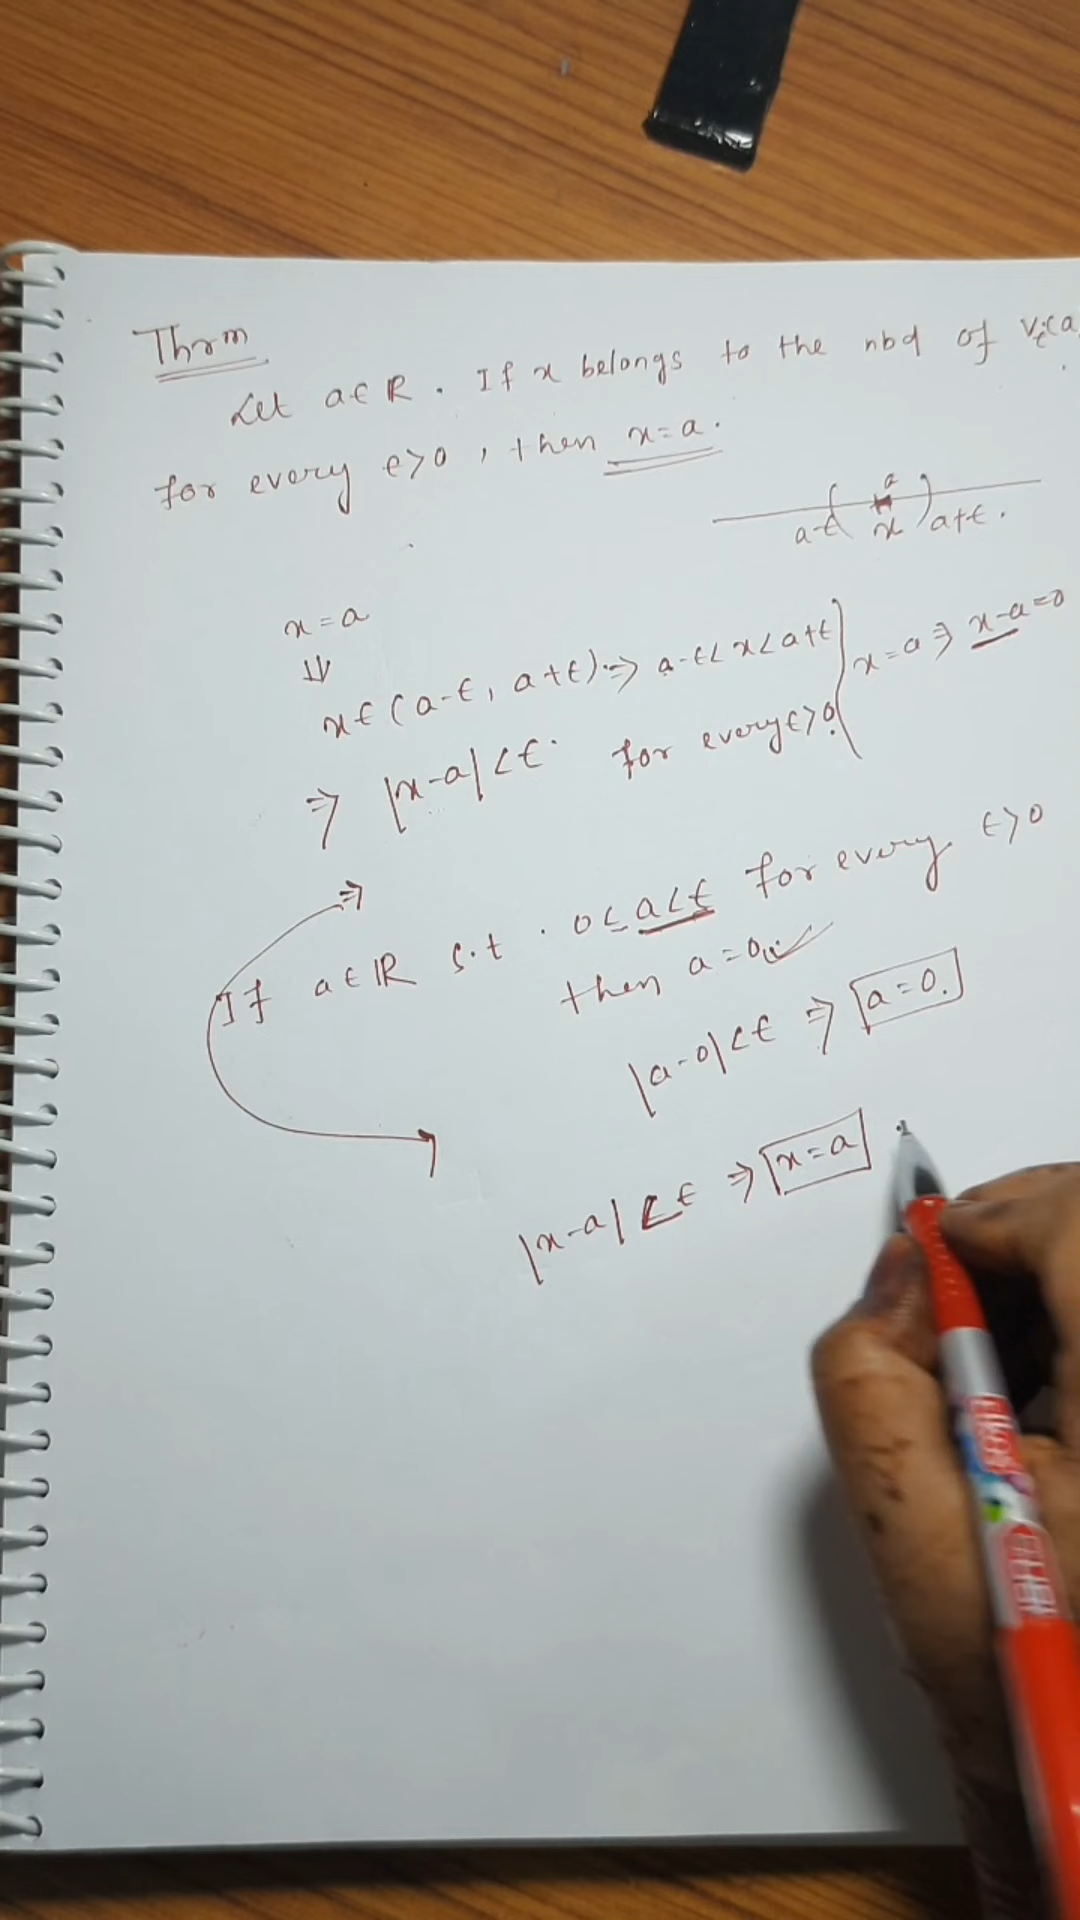 Thrm
Let a∈R. If x belongs to the nbd of Vε(a
for every ε>0, then x=a.
a
a-ε x a+ε.
x=a
⇓
x∈(a-ε, a+ε) ⇒ a-ε<x<a+ε
x=a ⇒ x-a=0
⇒ |x-a|<ε. for every ε>0.
⇒
If a∈R s.t. 0≤a<ε for every ε>0
then a=0.
|a-0|<ε ⇒ a=0.
|x-a|<ε ⇒ x=a